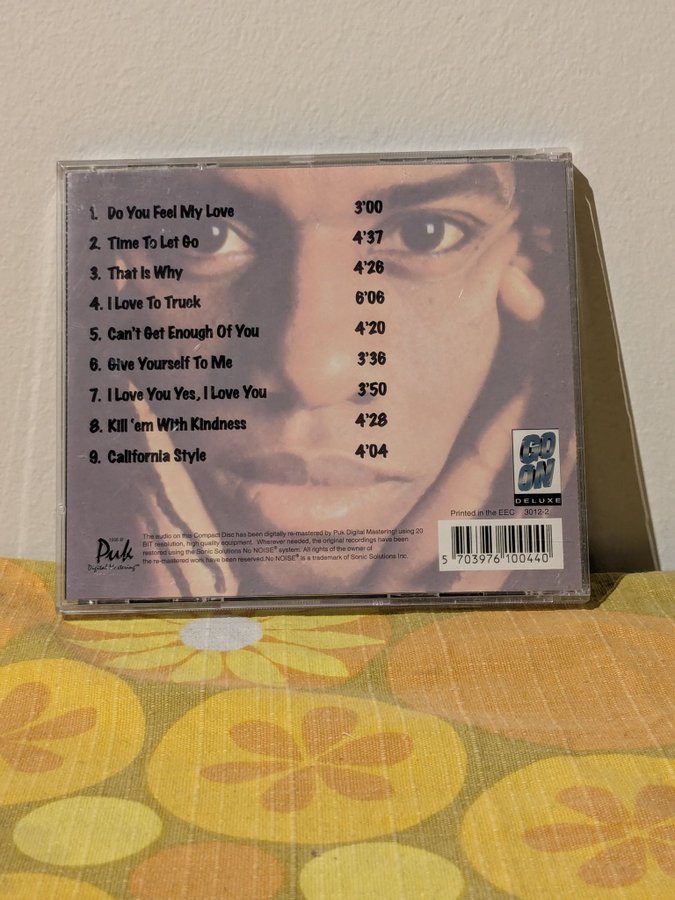 1. Do You Feel My Love 3'00
2. Time To Let Go 4'37
3. That Is Why 4'26
4. I Love To Truck 6'06
5. Can't Get Enough Of You 4'20
6. Give Yourself To Me 3'36
7. I Love You Yes, I Love You 3'50
8. Kill 'em With Kindness 4'28
9. California Style 4'04
GO
ON
DELUXE
Printed in the EEC 3012-2
Puk
Digital Mastering™
The audio on this Compact Disc has been digitally re-mastered by Puk Digital Mastering! using 20
BIT resolution, high quality equipment. Wherever needed, the original recordings have been
restored using the Sonic Solutions No NOISE® system. All rights of the owner of
the re-mastered work have been reserved.No NOISE® is a trademark of Sonic Solutions Inc.
5 703976 100440